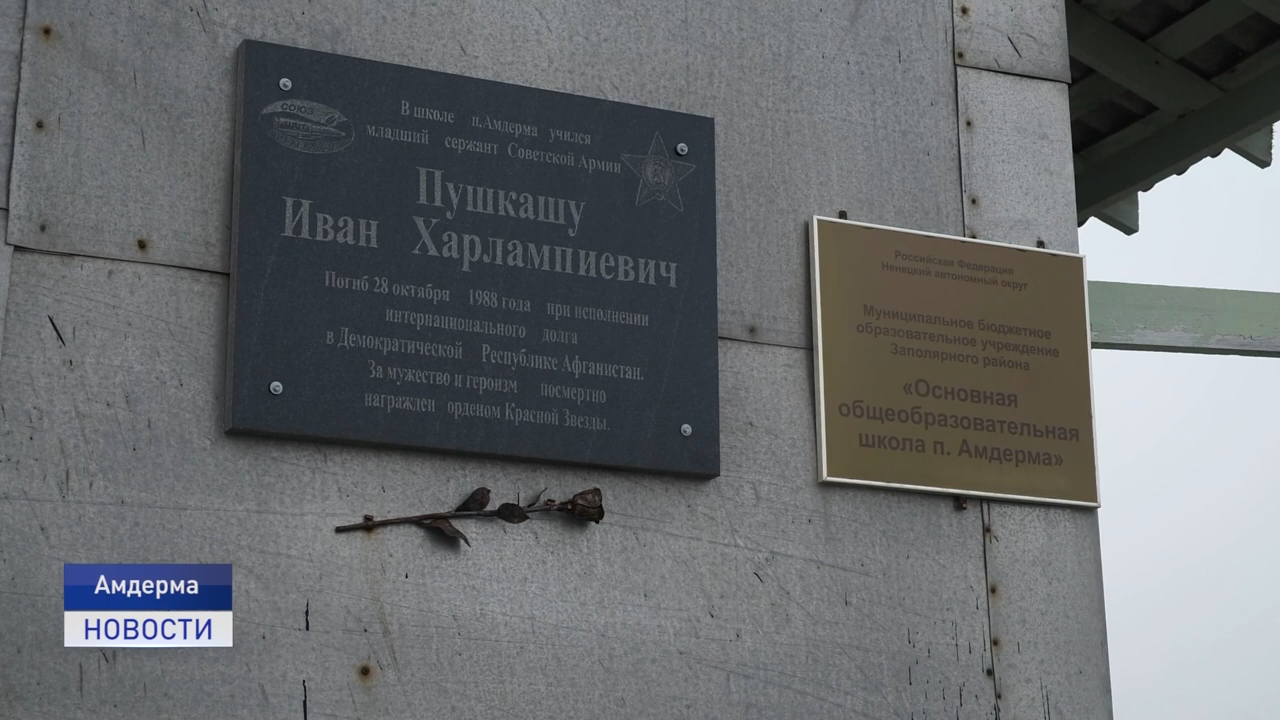 СОЮЗ
В школе п.Амдерма учился
младший сержант Советской Армии
Пушкашу
Иван Харлампиевич
Погиб 28 октября 1988 года при исполнении
интернационального долга
в Демократической Республике Афганистан.
За мужество и героизм посмертно
награжден орденом Красной Звезды.
Российская Федерация
Ненецкий автономный округ
Муниципальное бюджетное
образовательное учреждение
Заполярного района
«Основная
общеобразовательная
школа п. Амдерма»
Амдерма
НОВОСТИ